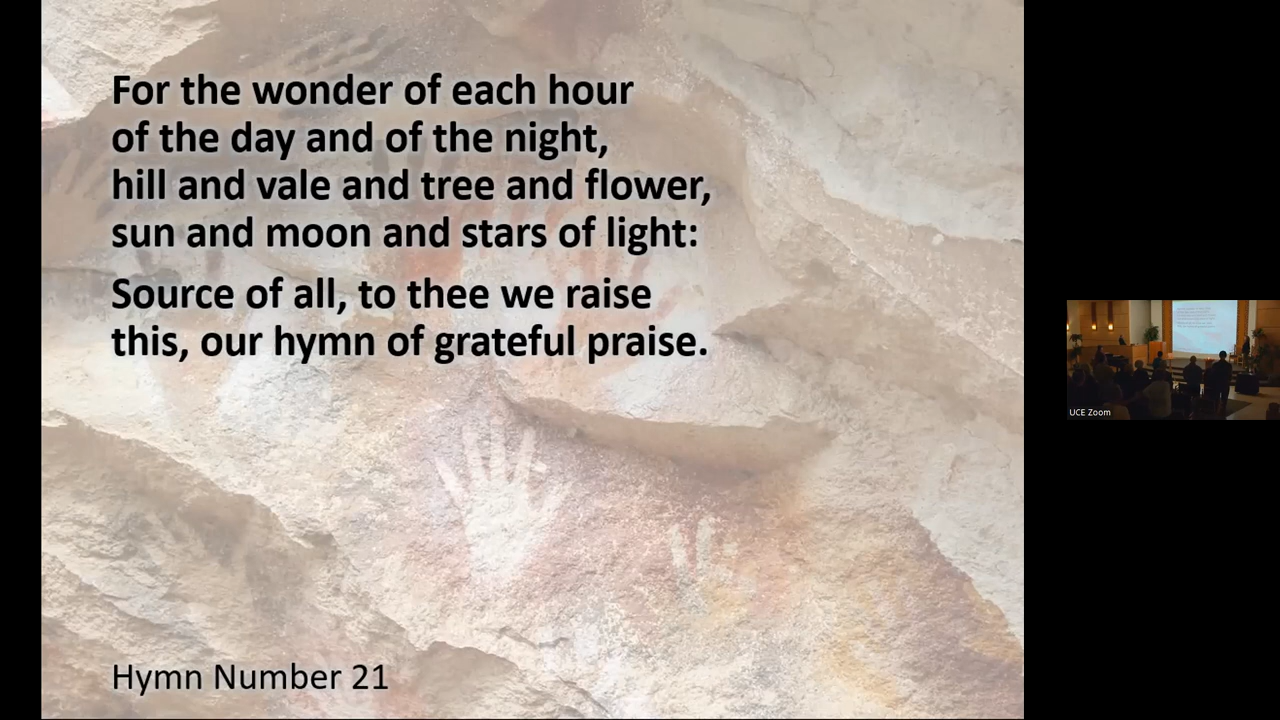 For the wonder of each hour
of the day and of the night,
hill and vale and tree and flower,
sun and moon and stars of light:
Source of all, to thee we raise
this, our hymn of grateful praise.
Hymn Number 21
UCE Zoom